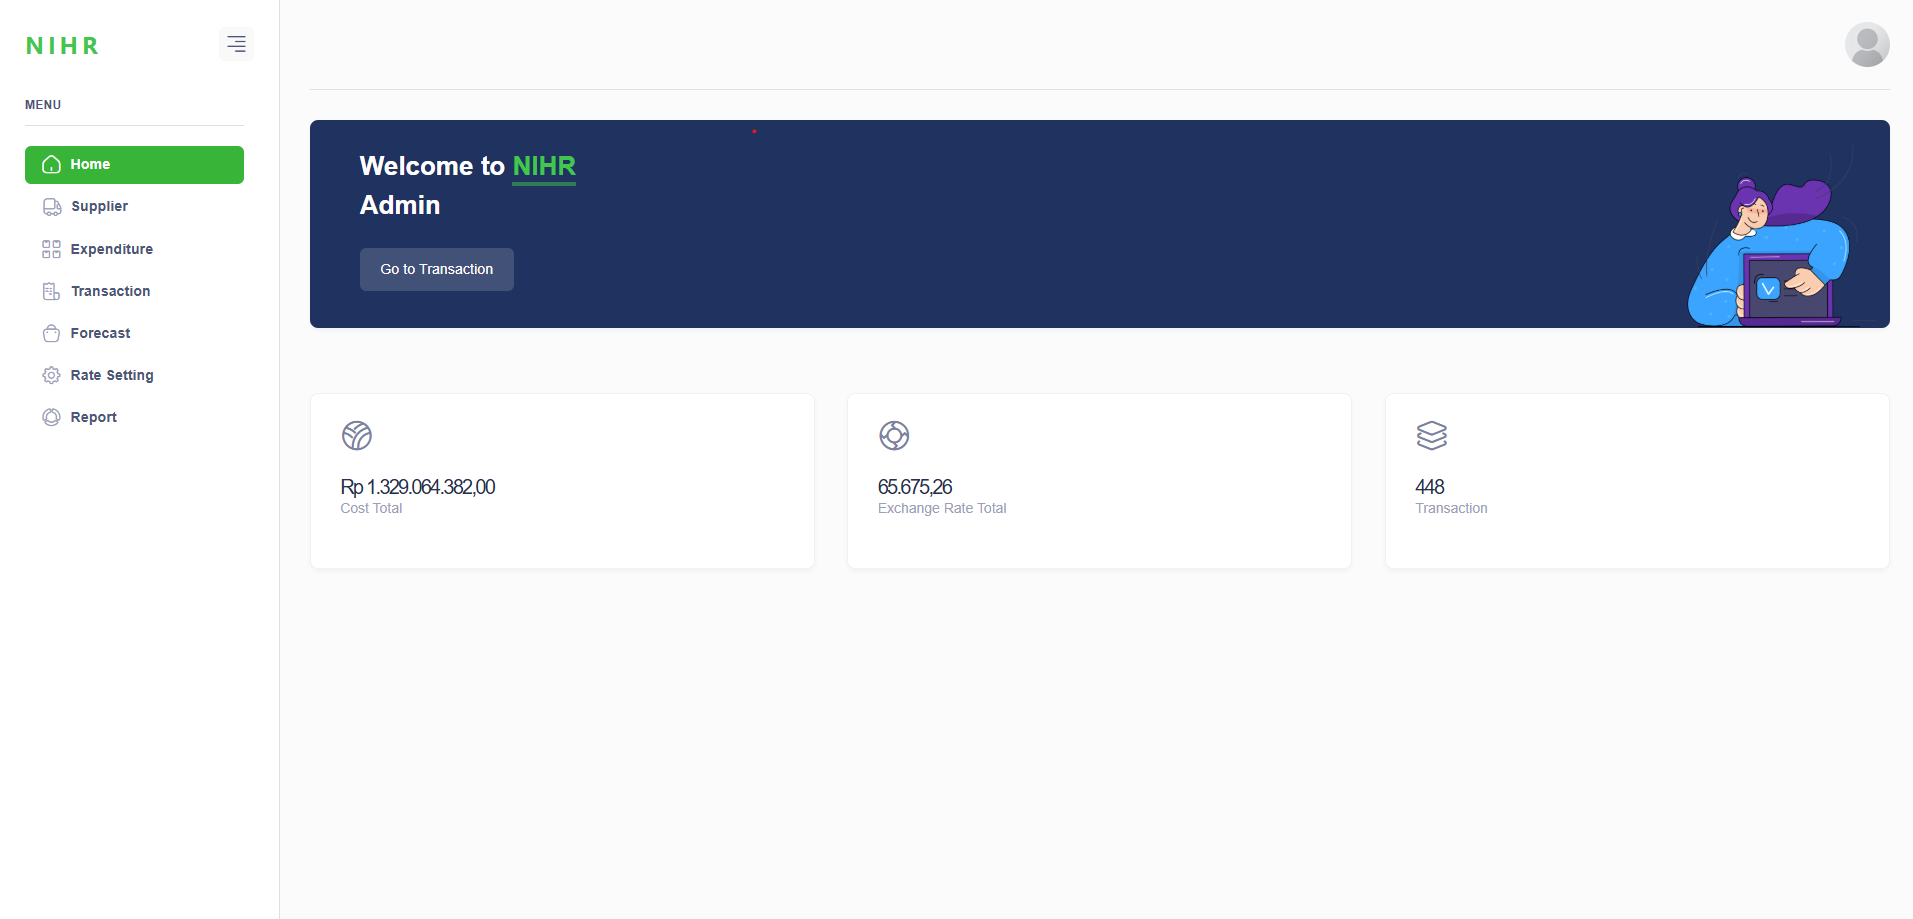 NIHR
MENU
Home
Supplier
Expenditure
Transaction
Forecast
Rate Setting
Report
Welcome to NIHR
Admin
Go to Transaction
Rp 1.329.064.382,00
Cost Total
65.675,26
Exchange Rate Total
448
Transaction